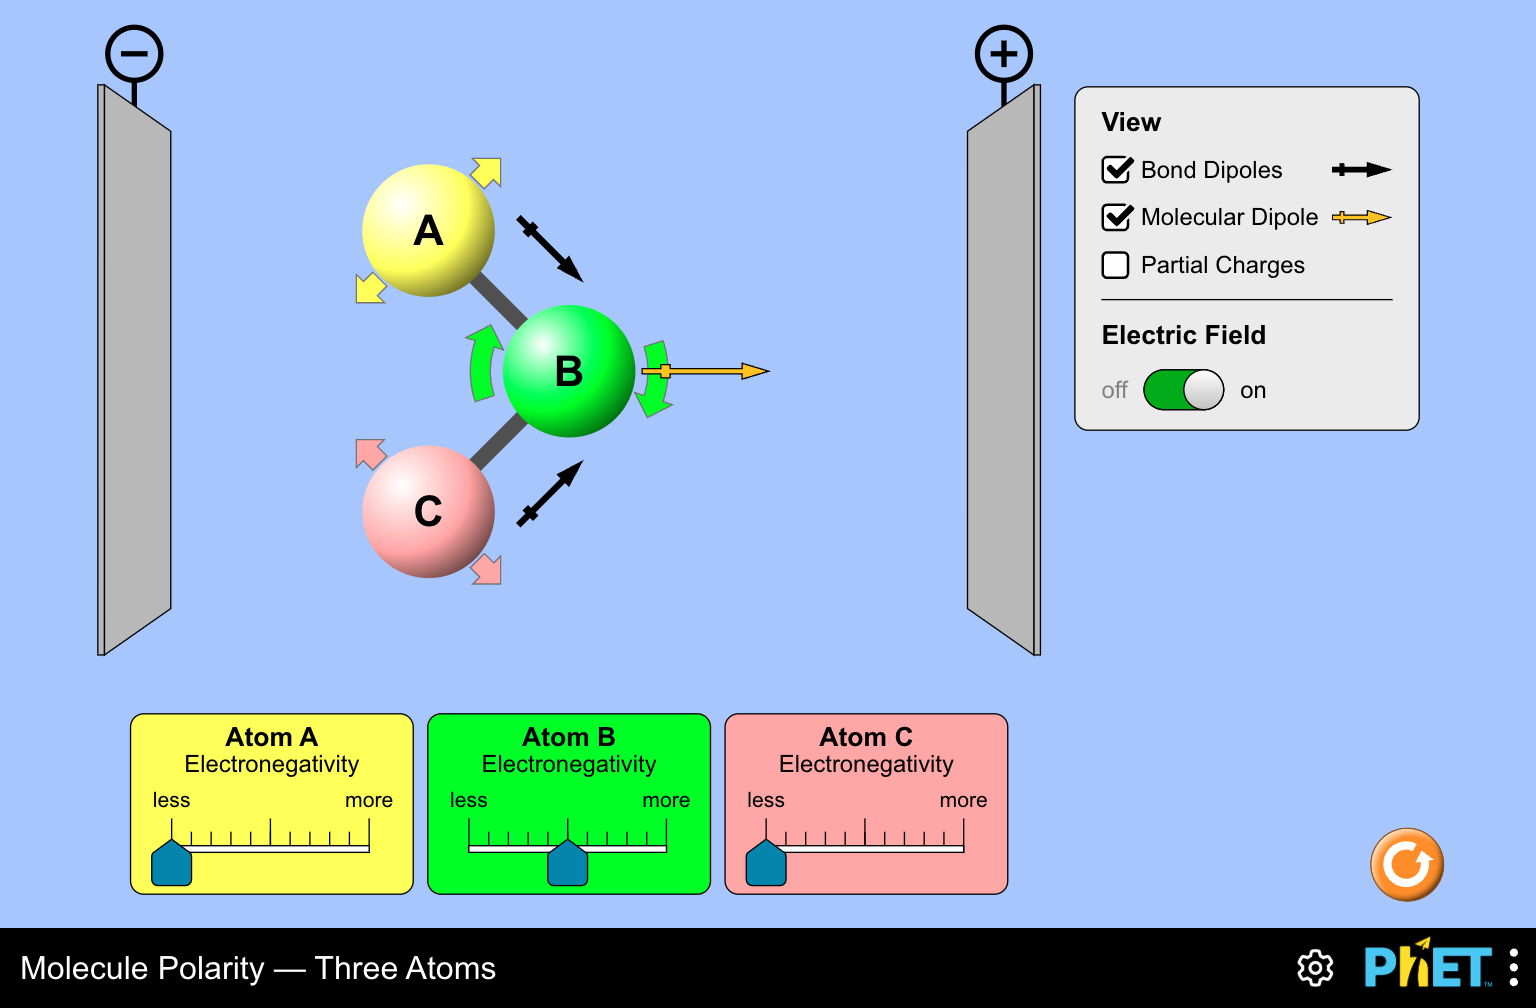 −
+
View
Bond Dipoles
Molecular Dipole
Partial Charges
Electric Field
off on
A
B
C
Atom A
Electronegativity
less more
Atom B
Electronegativity
less more
Atom C
Electronegativity
less more
Molecule Polarity — Three Atoms
PhET™